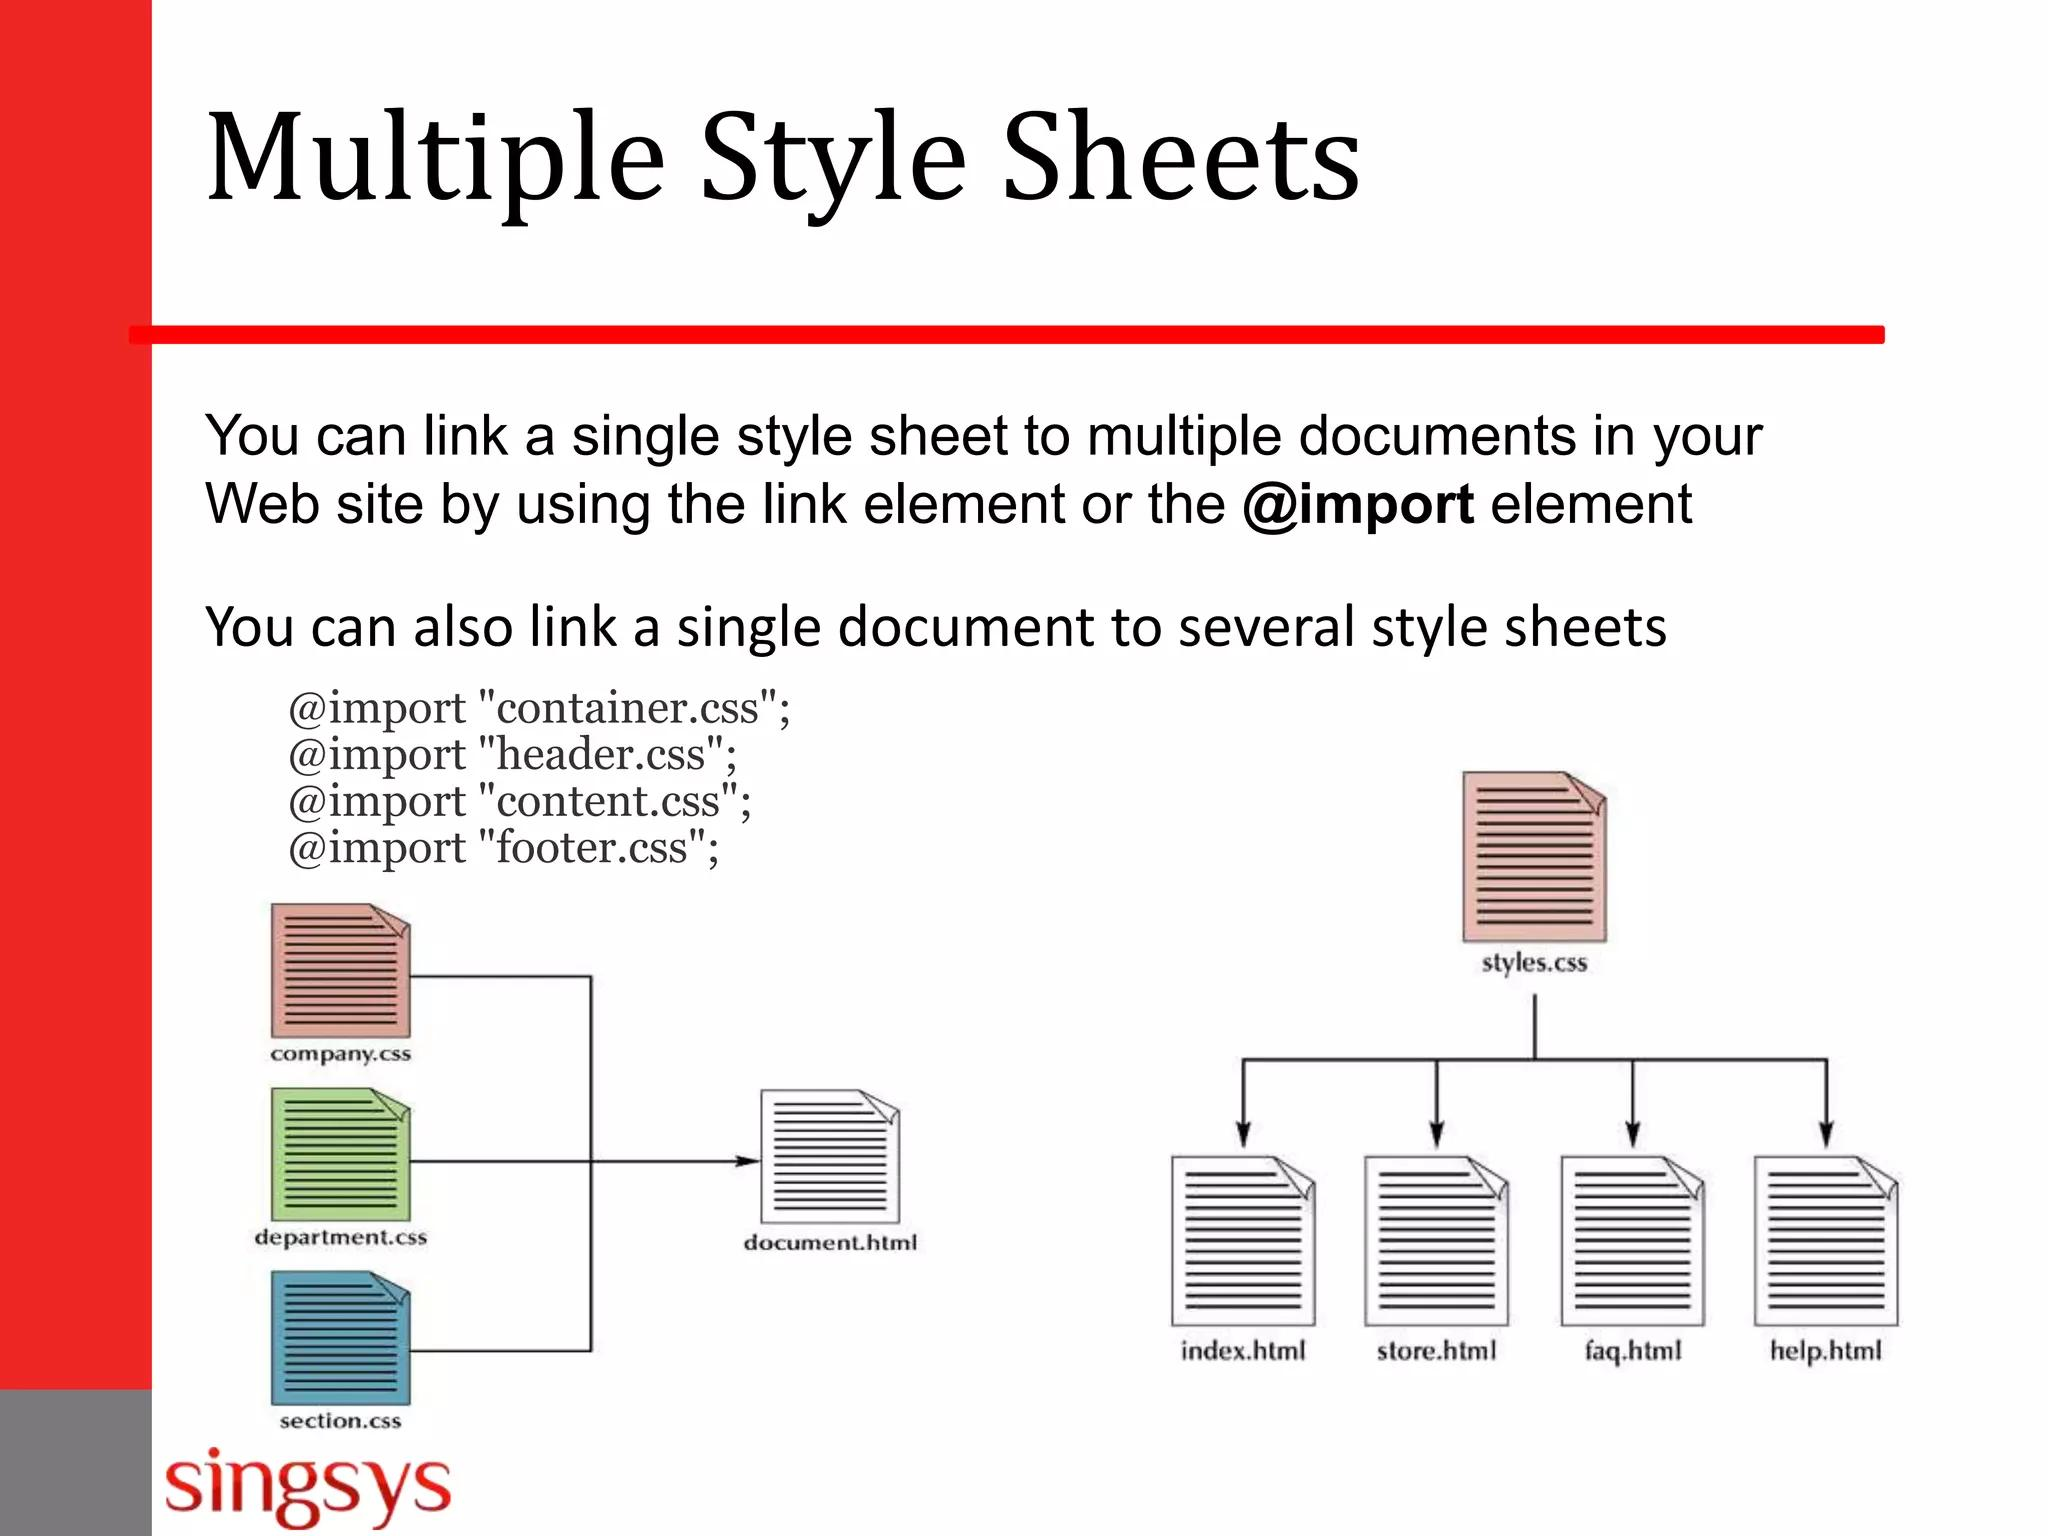 Multiple Style Sheets
You can link a single style sheet to multiple documents in your
Web site by using the link element or the @import element
You can also link a single document to several style sheets
@import "container.css";
@import "header.css";
@import "content.css";
@import "footer.css";
company.css
department.css
section.css
document.html
styles.css
index.html
store.html
faq.html
help.html
singsys